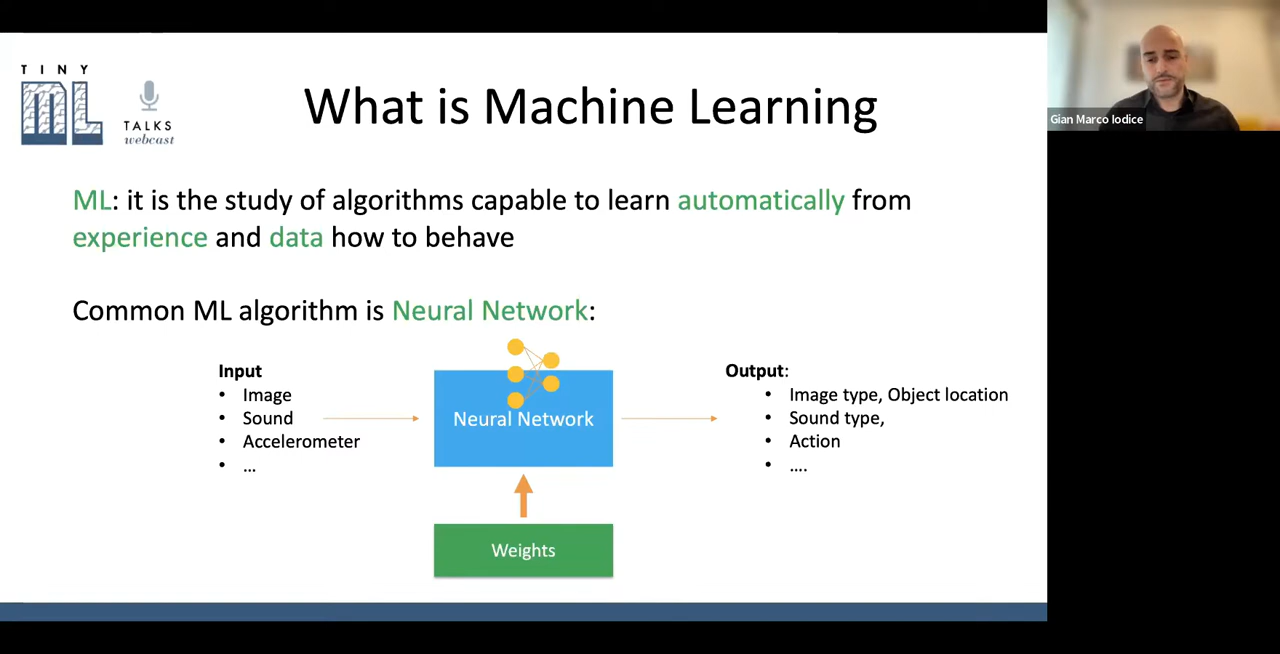 TINY
ML
TALKS
webcast
What is Machine Learning
Gian Marco Iodice
ML: it is the study of algorithms capable to learn automatically from
experience and data how to behave
Common ML algorithm is Neural Network:
Input
• Image
• Sound
• Accelerometer
• …
Neural Network
Weights
Output:
• Image type, Object location
• Sound type,
• Action
• ….